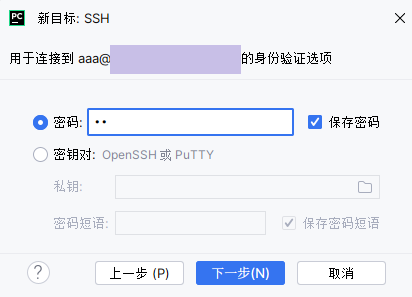 PC 新目标: SSH
用于连接到 aaa@的身份验证选项
密码: •• 保存密码
密钥对: OpenSSH 或 PuTTY
私钥:
密码短语: 保存密码短语
? 上一步 (P) 下一步(N) 取消